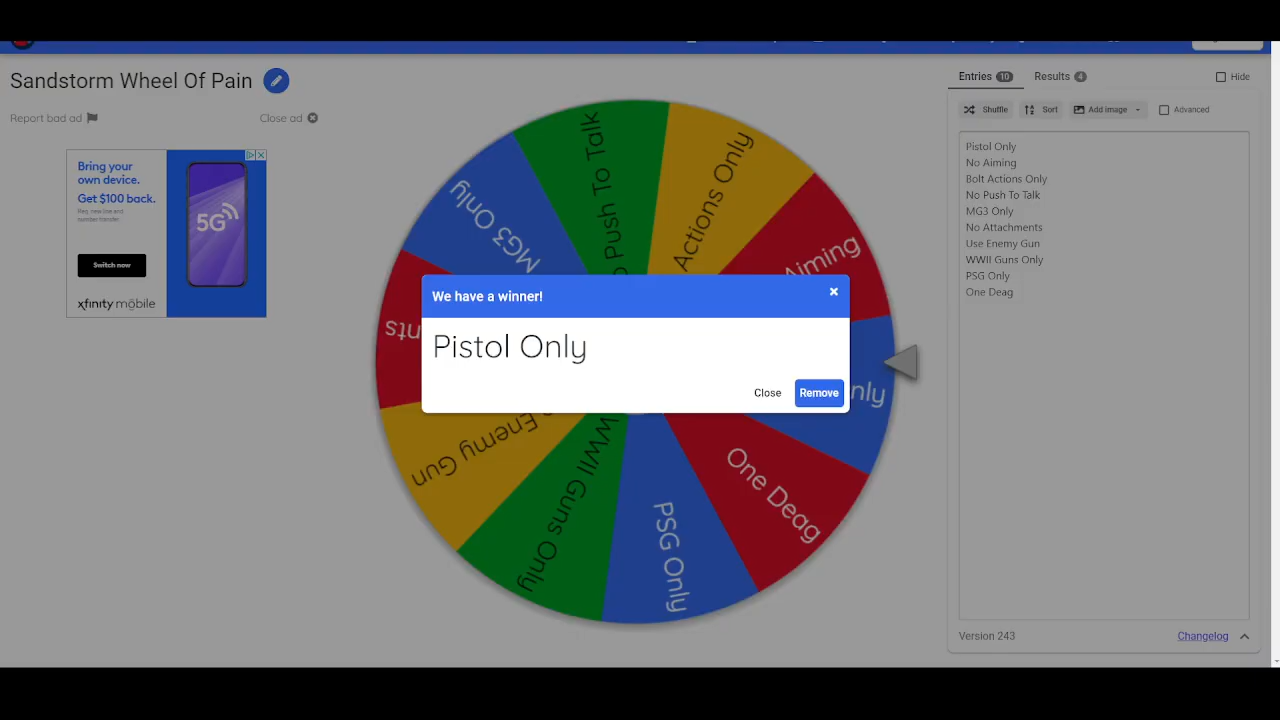 Sandstorm Wheel Of Pain
Report bad ad
Close ad
Bring your
own device.
Get $100 back.
5G
Switch now
xfinity mobile
Push To Talk
Actions Only
Aiming
MG3 Only
nts
Enemy Gun
WWII Guns Only
PSG Only
One Deag
nly
We have a winner!
Pistol Only
Close
Remove
Entries 10
Results 4
Hide
Shuffle
Sort
Add image
Advanced
Pistol Only
No Aiming
Bolt Actions Only
No Push To Talk
MG3 Only
No Attachments
Use Enemy Gun
WWII Guns Only
PSG Only
One Deag
Version 243
Changelog